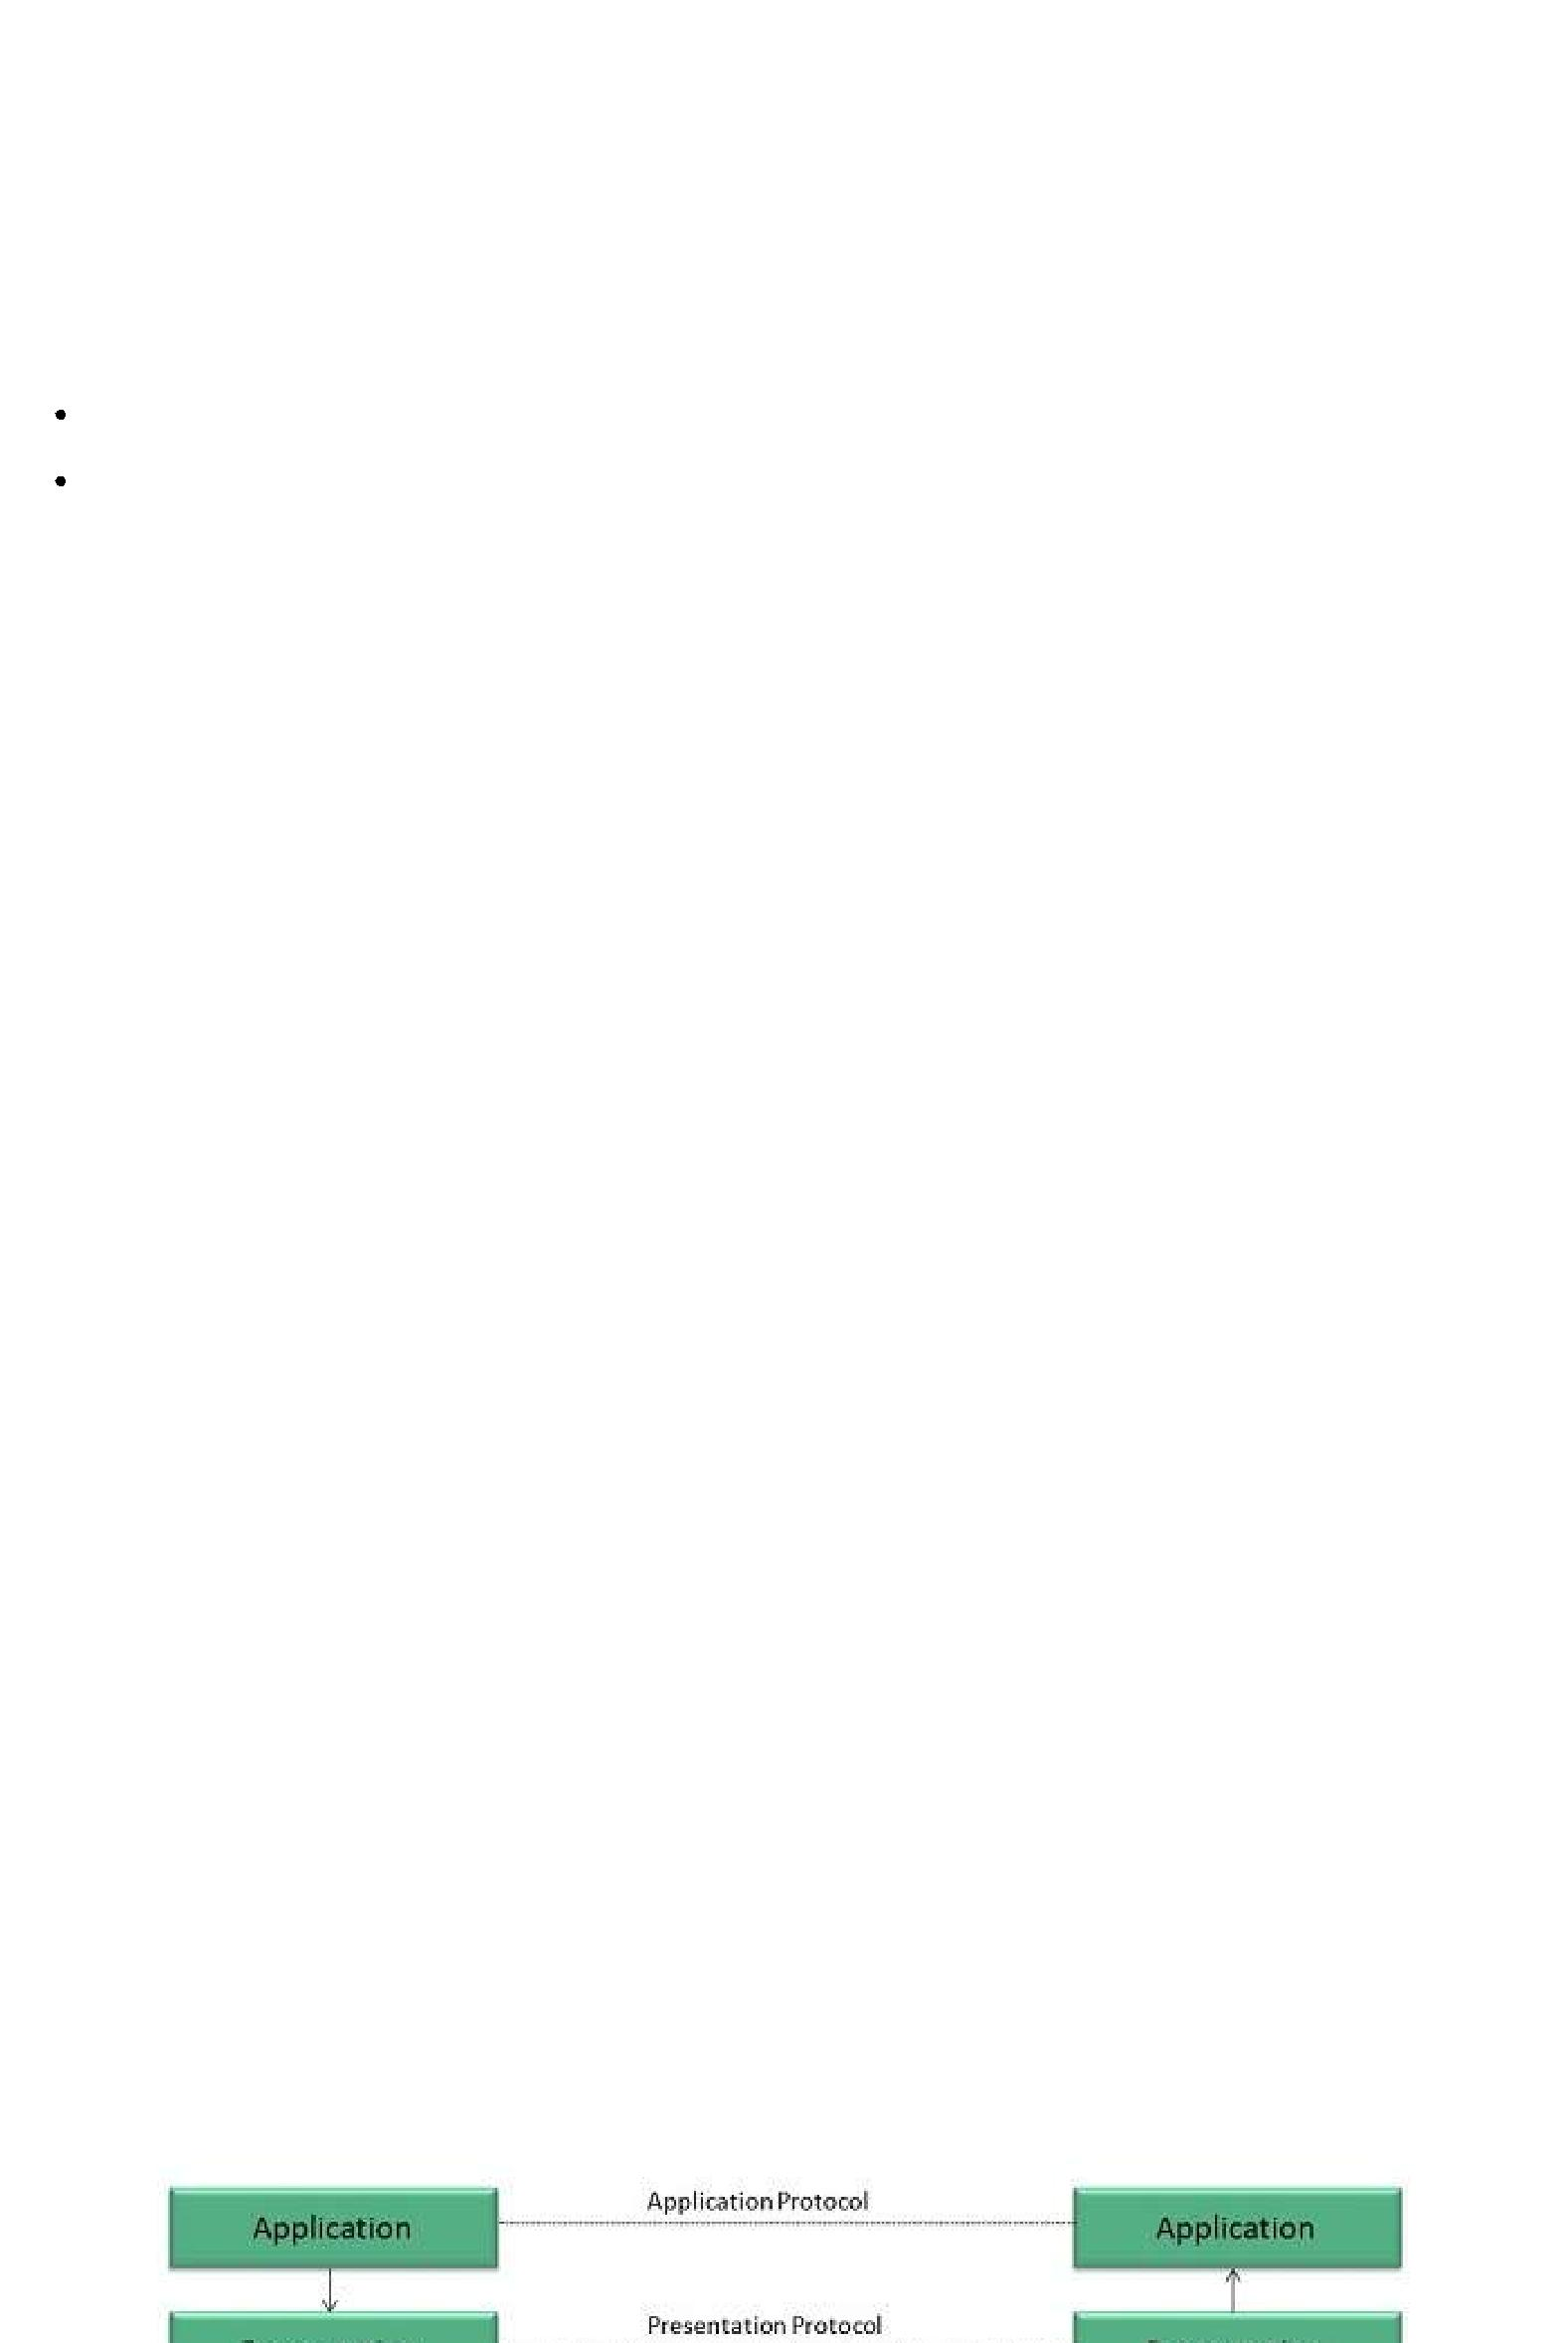 •
•
Application Protocol
Application
Application
Presentation Protocol